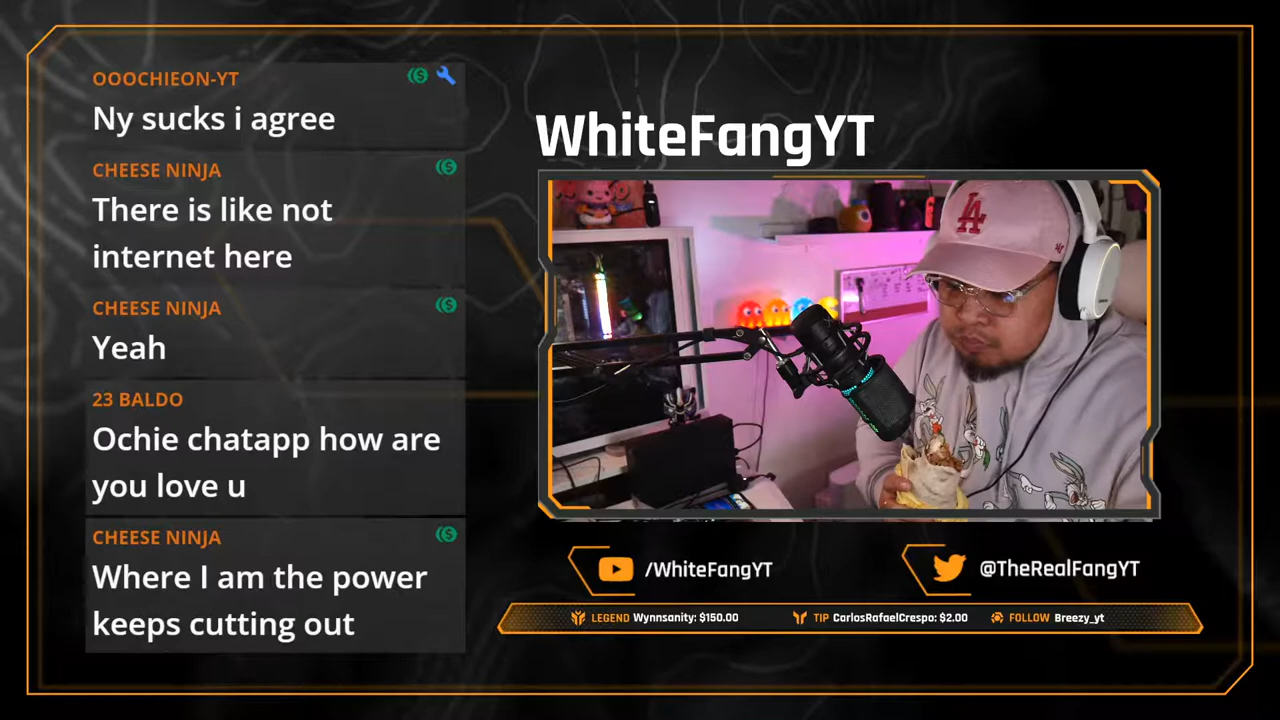 OOOCHIEON-YT
Ny sucks i agree
CHEESE NINJA
There is like not
internet here
CHEESE NINJA
Yeah
23 BALDO
Ochie chatapp how are
you love u
CHEESE NINJA
Where I am the power
keeps cutting out
WhiteFangYT
LA
/WhiteFangYT
@TheRealFangYT
LEGEND Wynnsanity: $150.00
TIP CarlosRafaelCrespo: $2.00
FOLLOW Breezy_yt